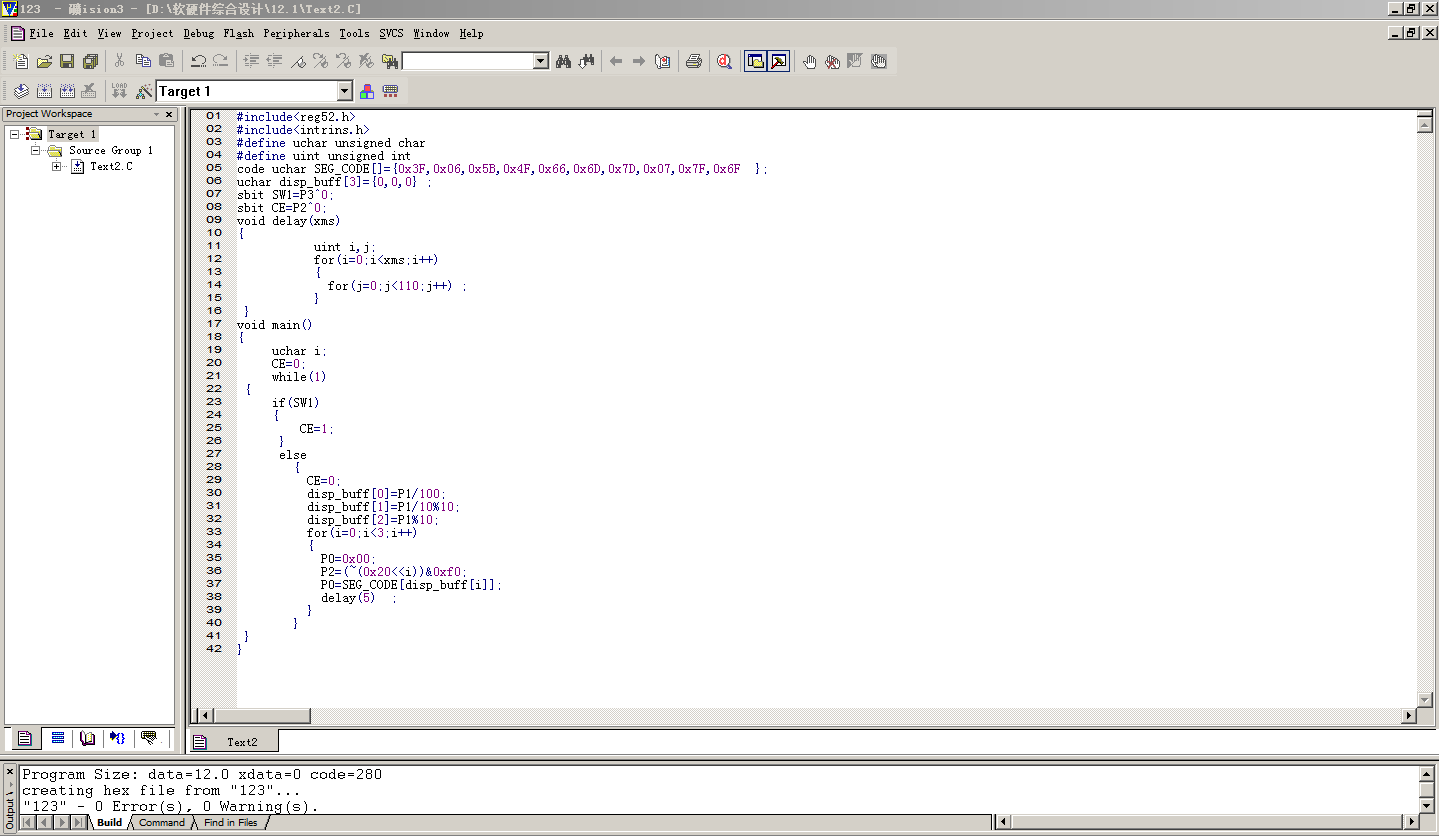 123 - 礦ision3 - [D:\软硬件综合设计\12.1\Text2.C]
File Edit View Project Debug Flash Peripherals Tools SVCS Window Help
LOAD
Target 1
Project Workspace
Target 1
Source Group 1
Text2.C
01 #include<reg52.h>
02 #include<intrins.h>
03 #define uchar unsigned char
04 #define uint unsigned int
05 code uchar SEG_CODE[]={0x3F,0x06,0x5B,0x4F,0x66,0x6D,0x7D,0x07,0x7F,0x6F  };
06 uchar disp_buff[3]={0,0,0} ;
07 sbit SW1=P3^0;
08 sbit CE=P2^0;
09 void delay(xms)
10 {
11 uint i,j;
12 for(i=0;i<xms;i++)
13 {
14 for(j=0;j<110;j++) ;
15 }
16 }
17 void main()
18 {
19 uchar i;
20 CE=0;
21 while(1)
22 {
23 if(SW1)
24 {
25 CE=1;
26 }
27 else
28 {
29 CE=0;
30 disp_buff[0]=P1/100;
31 disp_buff[1]=P1/10%10;
32 disp_buff[2]=P1%10;
33 for(i=0;i<3;i++)
34 {
35 P0=0x00;
36 P2=(~(0x20<<i))&0xf0;
37 P0=SEG_CODE[disp_buff[i]];
38 delay(5)  ;
39 }
40 }
41 }
42 }
Text2
Program Size: data=12.0 xdata=0 code=280
creating hex file from "123"...
"123" - 0 Error(s), 0 Warning(s).
Output
Build Command Find in Files